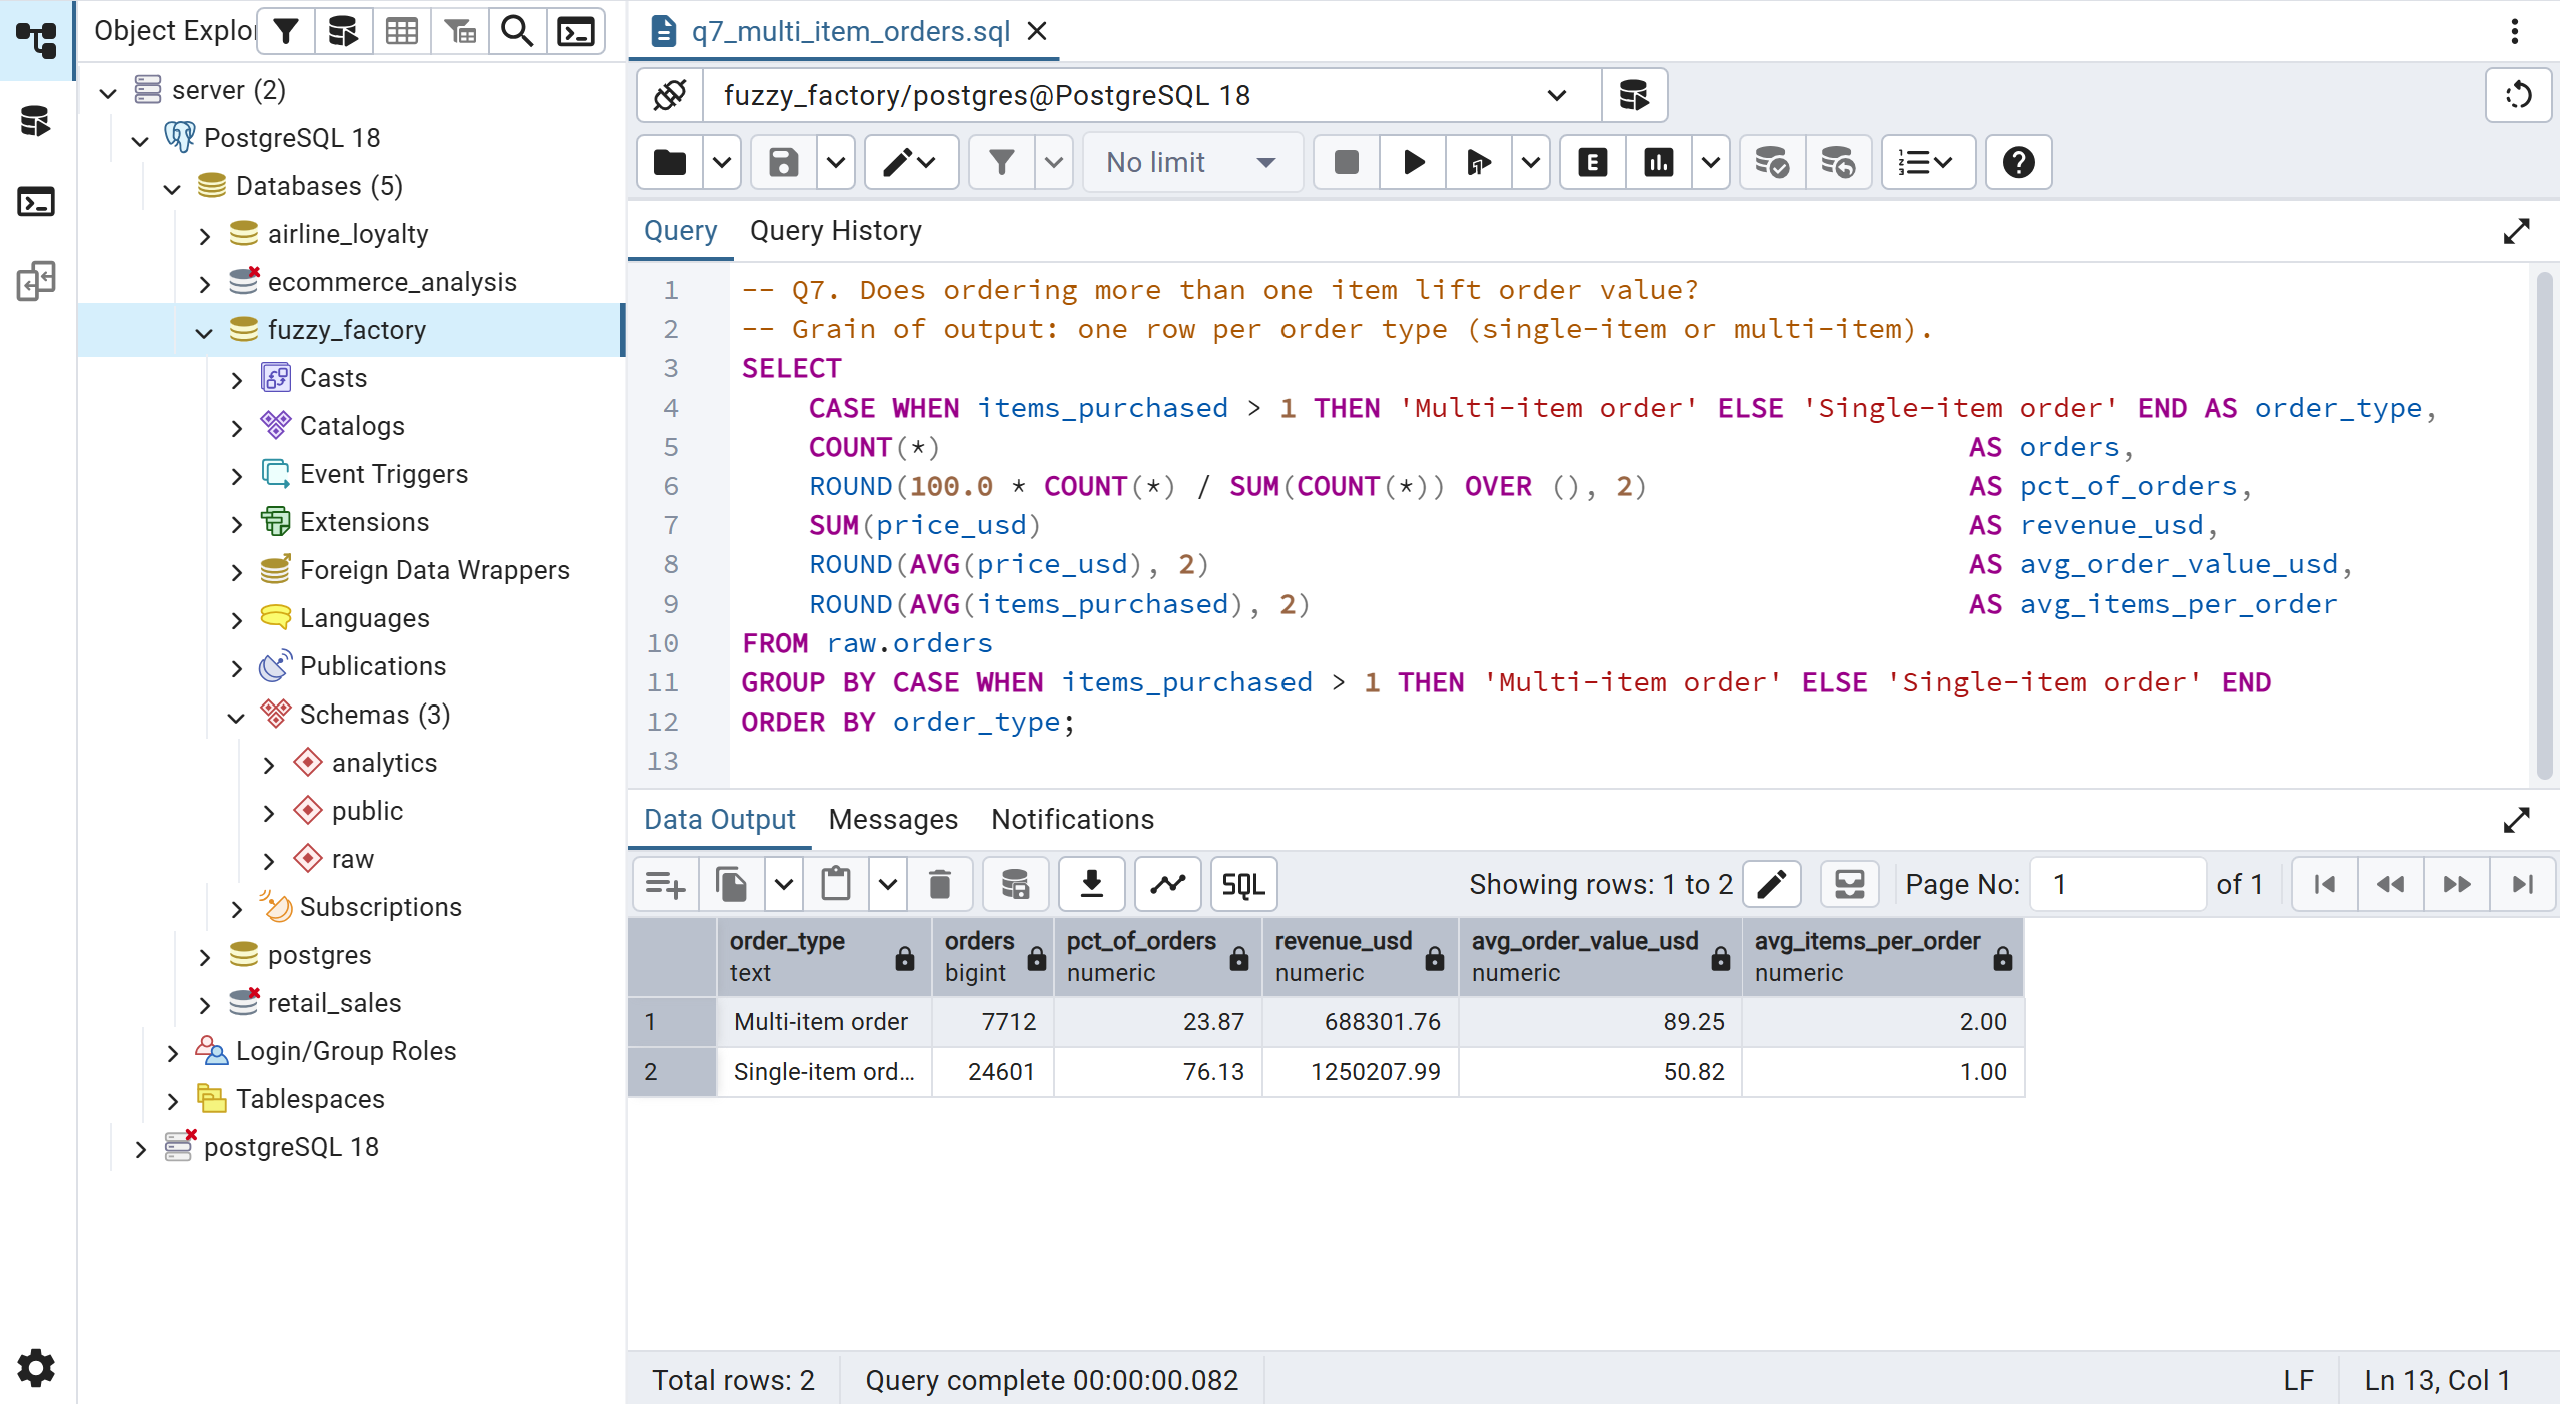 Object Explo
server (2)
PostgreSQL 18
Databases (5)
airline_loyalty
ecommerce_analysis
fuzzy_factory
Casts
Catalogs
Event Triggers
Extensions
Foreign Data Wrappers
Languages
Publications
Schemas (3)
analytics
public
raw
Subscriptions
postgres
retail_sales
Login/Group Roles
Tablespaces
postgreSQL 18
q7_multi_item_orders.sql
fuzzy_factory/postgres@PostgreSQL 18
No limit
E
Query Query History
1 -- Q7. Does ordering more than one item lift order value?
2 -- Grain of output: one row per order type (single-item or multi-item).
3 SELECT
4 CASE WHEN items_purchased > 1 THEN 'Multi-item order' ELSE 'Single-item order' END AS order_type,
5 COUNT(*) AS orders,
6 ROUND(100.0 * COUNT(*) / SUM(COUNT(*)) OVER (), 2) AS pct_of_orders,
7 SUM(price_usd) AS revenue_usd,
8 ROUND(AVG(price_usd), 2) AS avg_order_value_usd,
9 ROUND(AVG(items_purchased), 2) AS avg_items_per_order
10 FROM raw.orders
11 GROUP BY CASE WHEN items_purchased > 1 THEN 'Multi-item order' ELSE 'Single-item order' END
12 ORDER BY order_type;
13
Data Output Messages Notifications
SQL Showing rows: 1 to 2 Page No: 1 of 1
order_type orders pct_of_orders revenue_usd avg_order_value_usd avg_items_per_order
text bigint numeric numeric numeric numeric
1 Multi-item order 7712 23.87 688301.76 89.25 2.00
2 Single-item ord... 24601 76.13 1250207.99 50.82 1.00
Total rows: 2 Query complete 00:00:00.082 LF Ln 13, Col 1